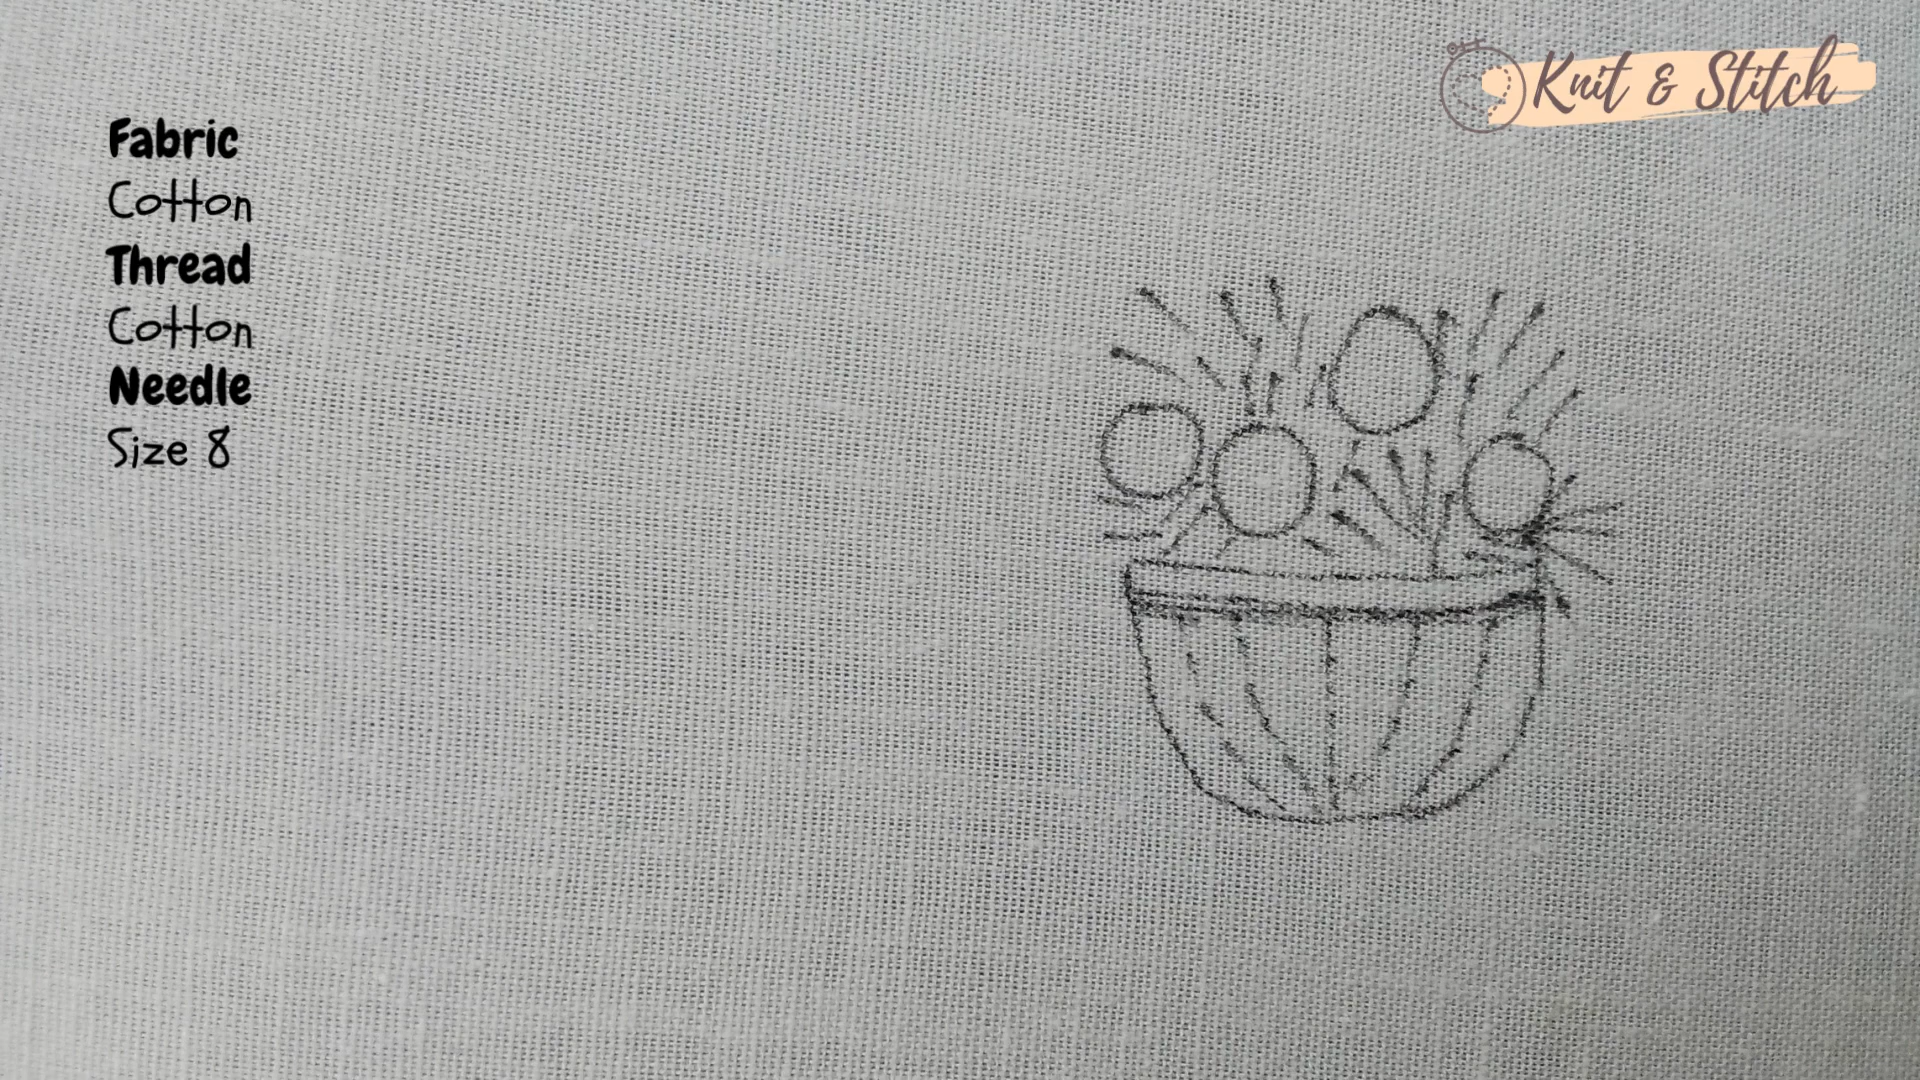 Knit & Stitch
Fabric
Cotton
Thread
Cotton
Needle
Size 8